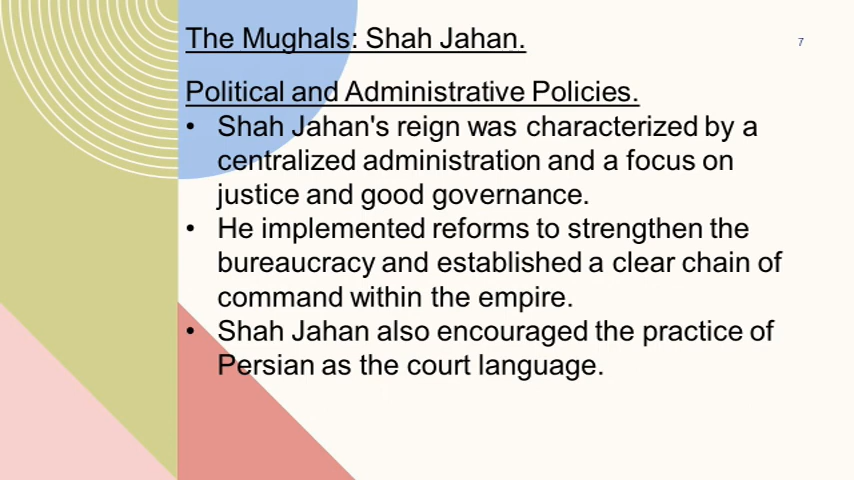 The Mughals: Shah Jahan.
7
Political and Administrative Policies.
• Shah Jahan's reign was characterized by a
centralized administration and a focus on
justice and good governance.
• He implemented reforms to strengthen the
bureaucracy and established a clear chain of
command within the empire.
• Shah Jahan also encouraged the practice of
Persian as the court language.